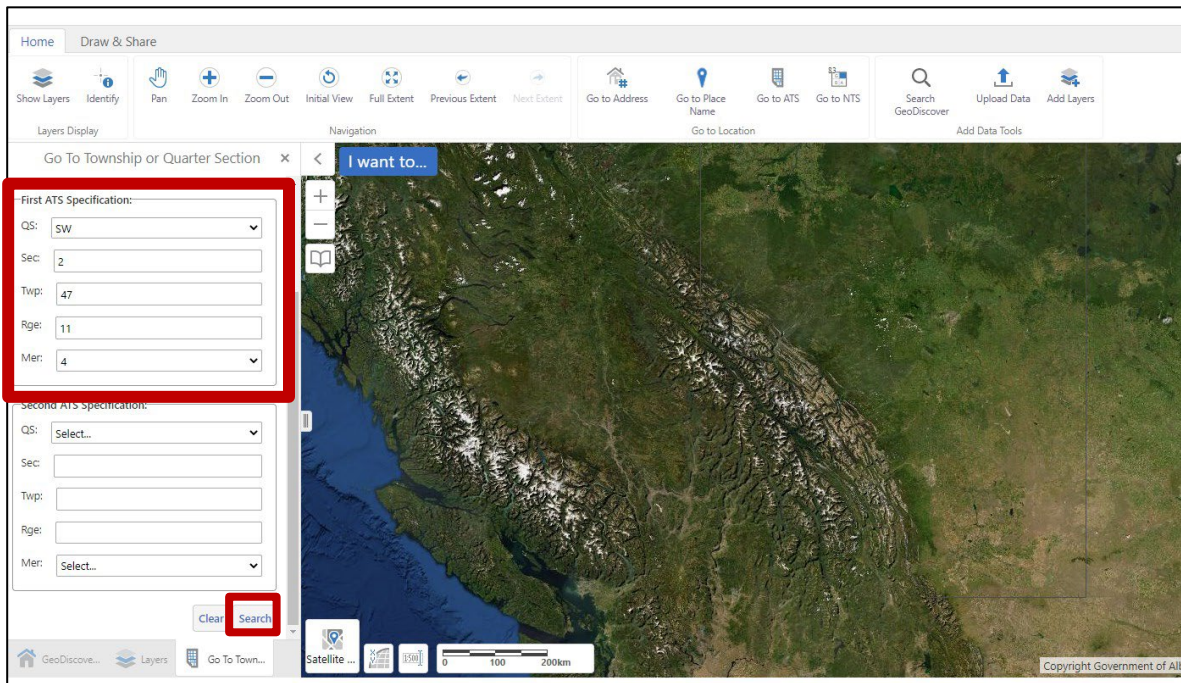 Home Draw & Share
Show Layers Identify Pan Zoom In Zoom Out Initial View Full Extent Previous Extent Next Extent Go to Address Go to Place Name Go to ATS Go to NTS Search GeoDiscover Upload Data Add Layers
Layers Display Navigation Go to Location Add Data Tools
Go To Township or Quarter Section
I want to...
First ATS Specification:
QS: SW
Sec: 2
Twp: 47
Rge: 11
Mer: 4
Second ATS Specification:
QS: Select...
Sec:
Twp:
Rge:
Mer: Select...
Clear Search
GeoDiscove... Layers Go To Town...
Satellite ...
1:500
0 100 200km
Copyright Government of Alb